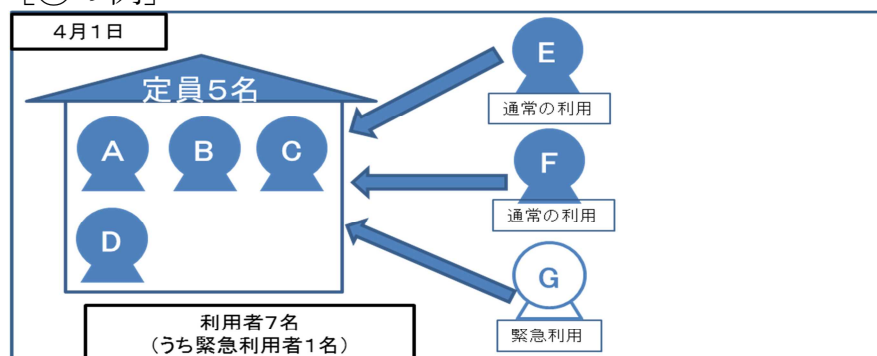 4月1日
定員5名
A
B
C
D
E
通常の利用
F
通常の利用
G
緊急利用
利用者7名
(うち緊急利用者1名)